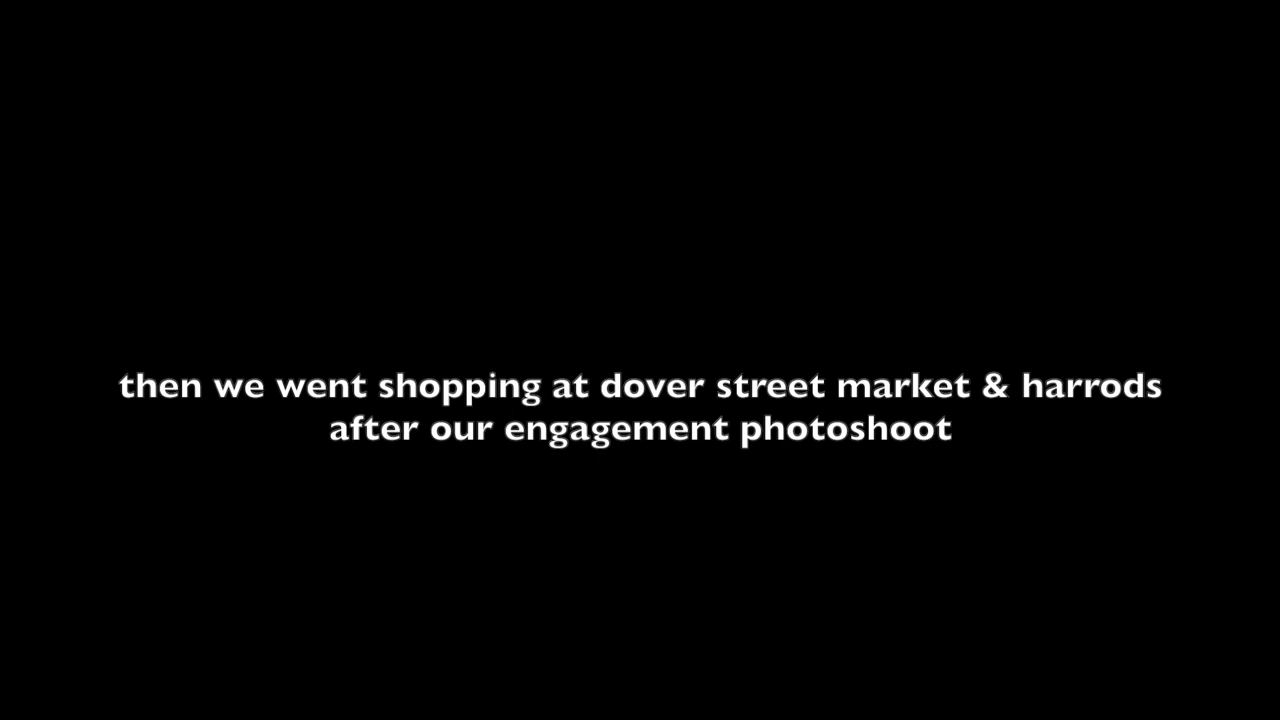 then we went shopping at dover street market & harrods
after our engagement photoshoot